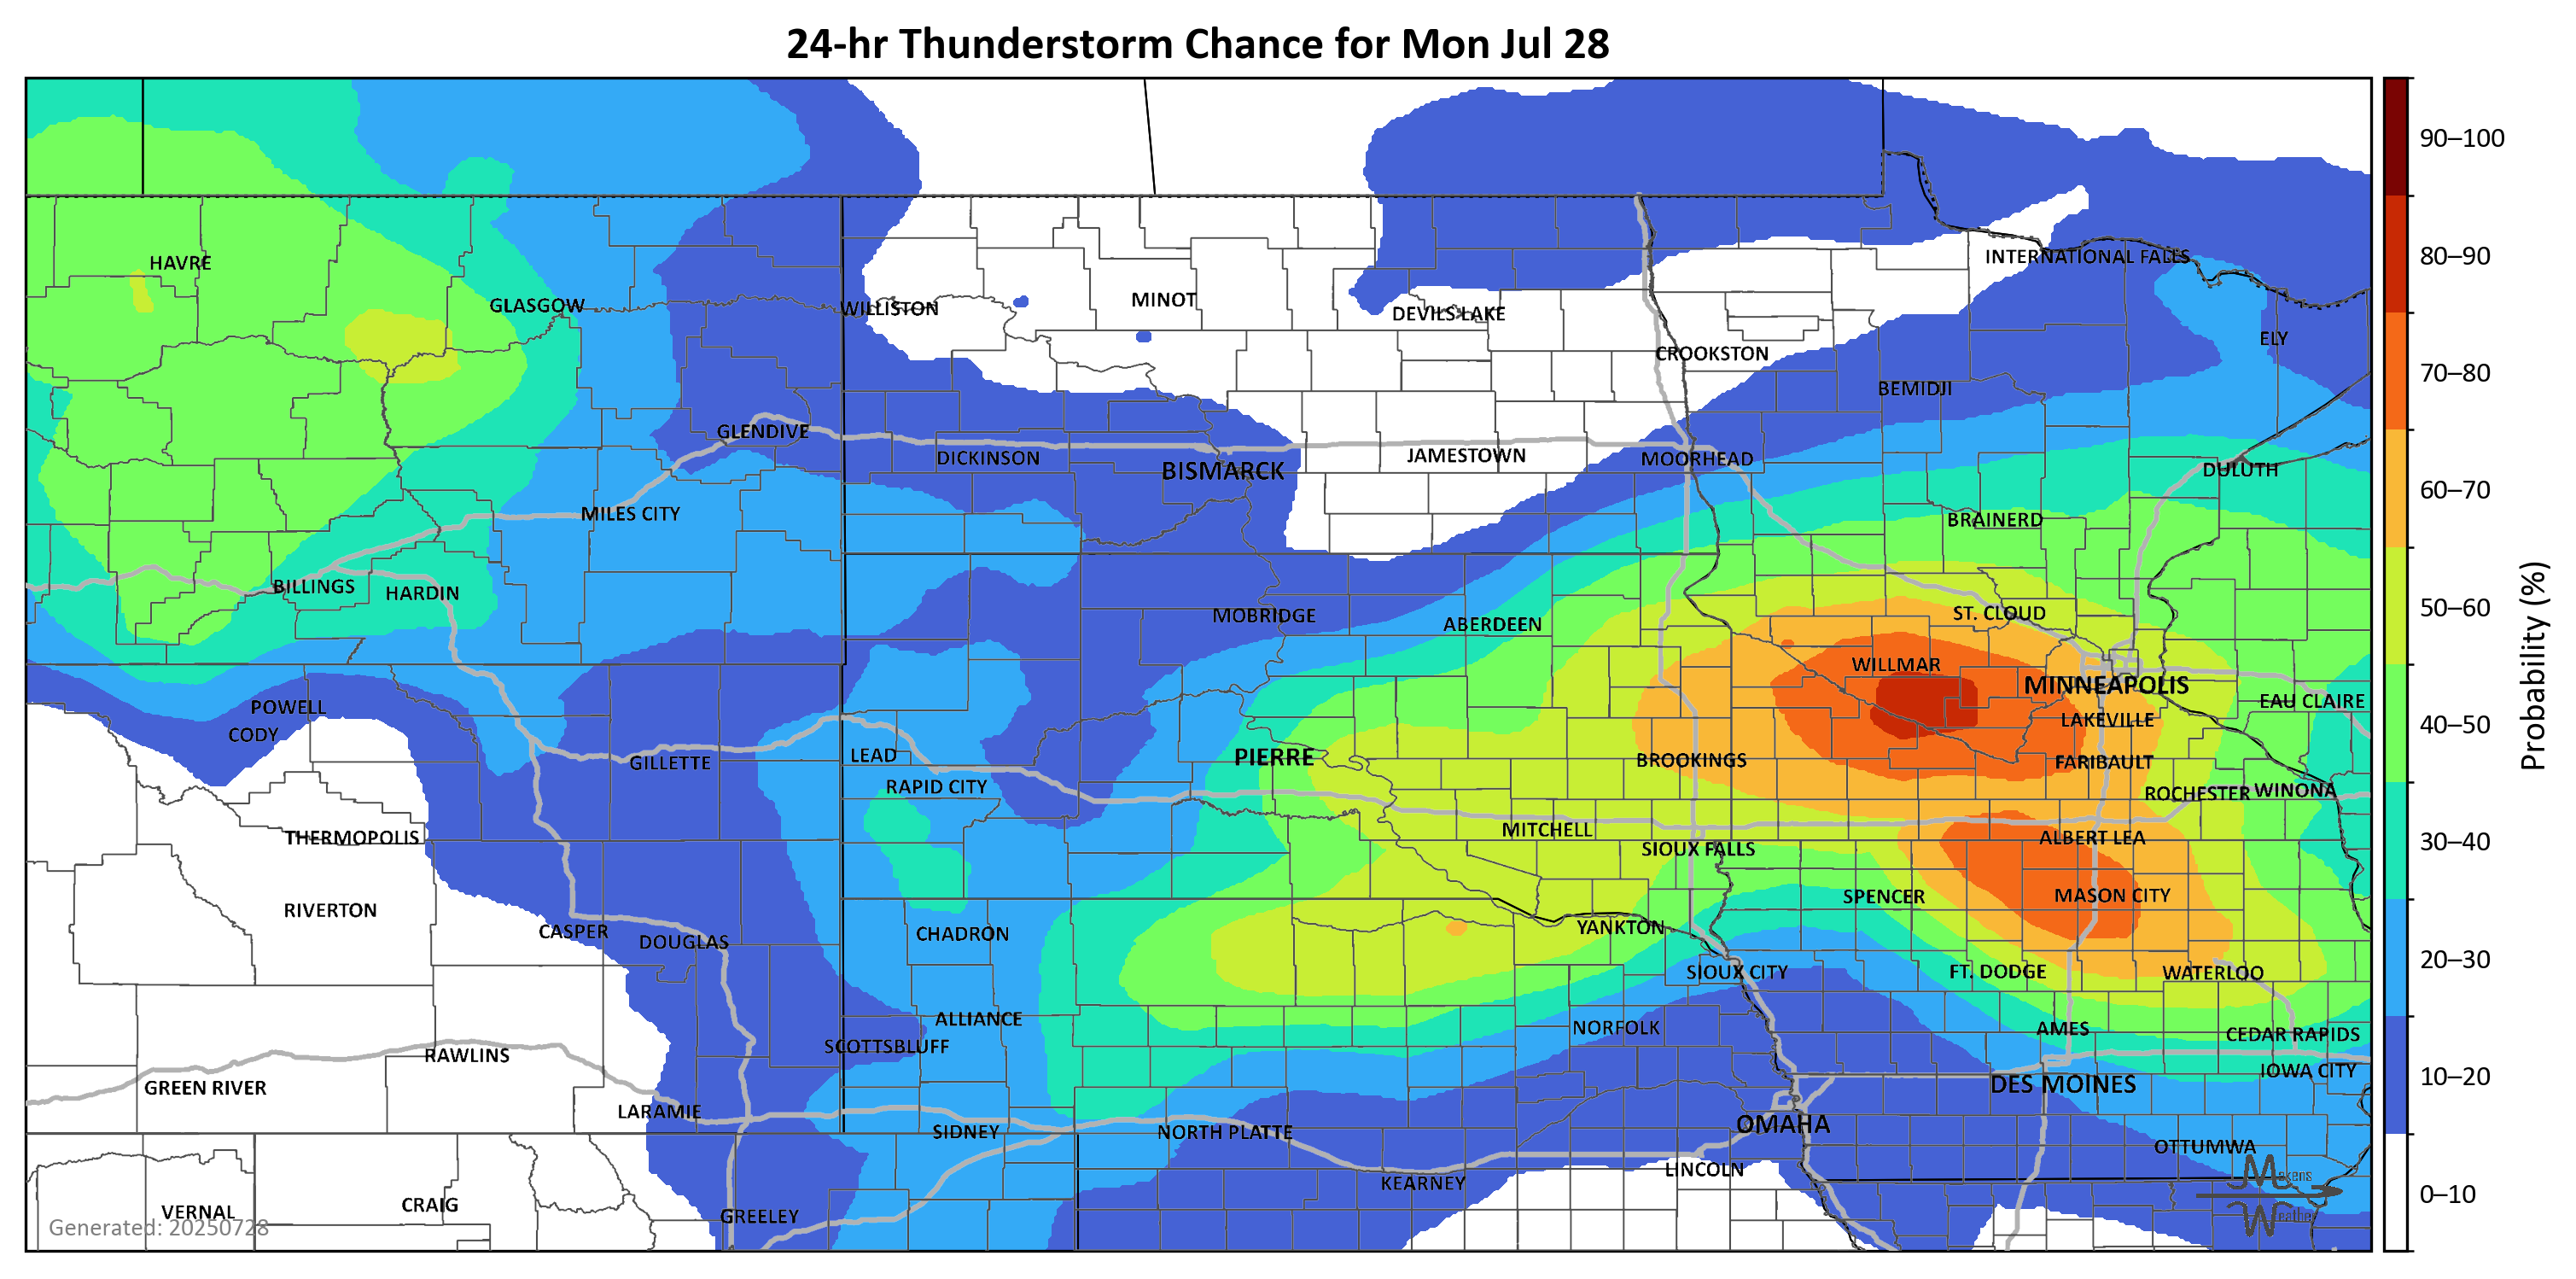 24-hr Thunderstorm Chance for Mon Jul 28
90–100
HAVRE
INTERNATIONAL FALLS
80–90
GLASGOW
WILLISTON
MINOT
DEVILS LAKE
ELY
CROOKSTON
70–80
BEMIDJI
GLENDIVE
DICKINSON
BISMARCK
JAMESTOWN
MOORHEAD
DULUTH
60–70
MILES CITY
BRAINERD
BILLINGS
HARDIN
MOBRIDGE
ABERDEEN
ST. CLOUD
50–60
WILLMAR
MINNEAPOLIS
EAU CLAIRE
Probability (%)
POWELL
CODY
LAKEVILLE
40–50
GILLETTE
LEAD
PIERRE
BROOKINGS
FARIBAULT
RAPID CITY
ROCHESTER
WINONA
THERMOPOLIS
MITCHELL
ALBERT LEA
30–40
SIOUX FALLS
RIVERTON
SPENCER
MASON CITY
CASPER
DOUGLAS
CHADRON
YANKTON
20–30
SIOUX CITY
FT. DODGE
WATERLOO
ALLIANCE
NORFOLK
AMES
CEDAR RAPIDS
SCOTTSBLUFF
RAWLINS
GREEN RIVER
DES MOINES
IOWA CITY
10–20
LARAMIE
SIDNEY
NORTH PLATTE
OMAHA
OTTUMWA
LINCOLN
KEARNEY
Makens
Weather
0–10
VERNAL
CRAIG
GREELEY
Generated: 20250728